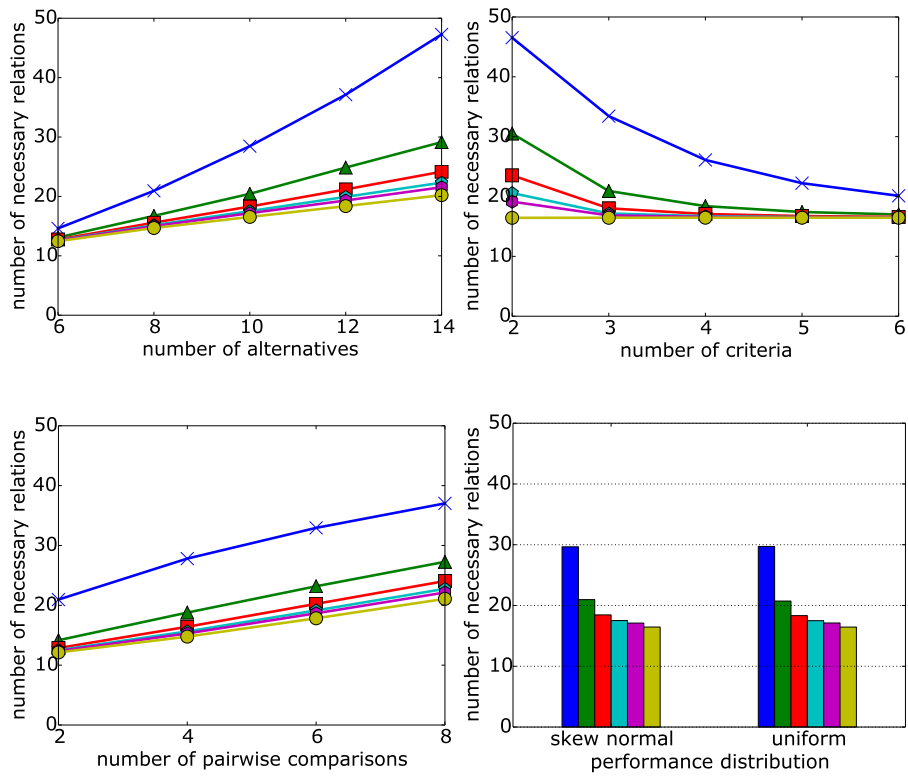 number of necessary relations
50
40
30
20
10
0
6 8 10 12 14
number of alternatives
number of necessary relations
50
40
30
20
10
0
2 3 4 5 6
number of criteria
number of necessary relations
50
40
30
20
10
0
2 4 6 8
number of pairwise comparisons
number of necessary relations
50
40
30
20
10
0
skew normal uniform
performance distribution